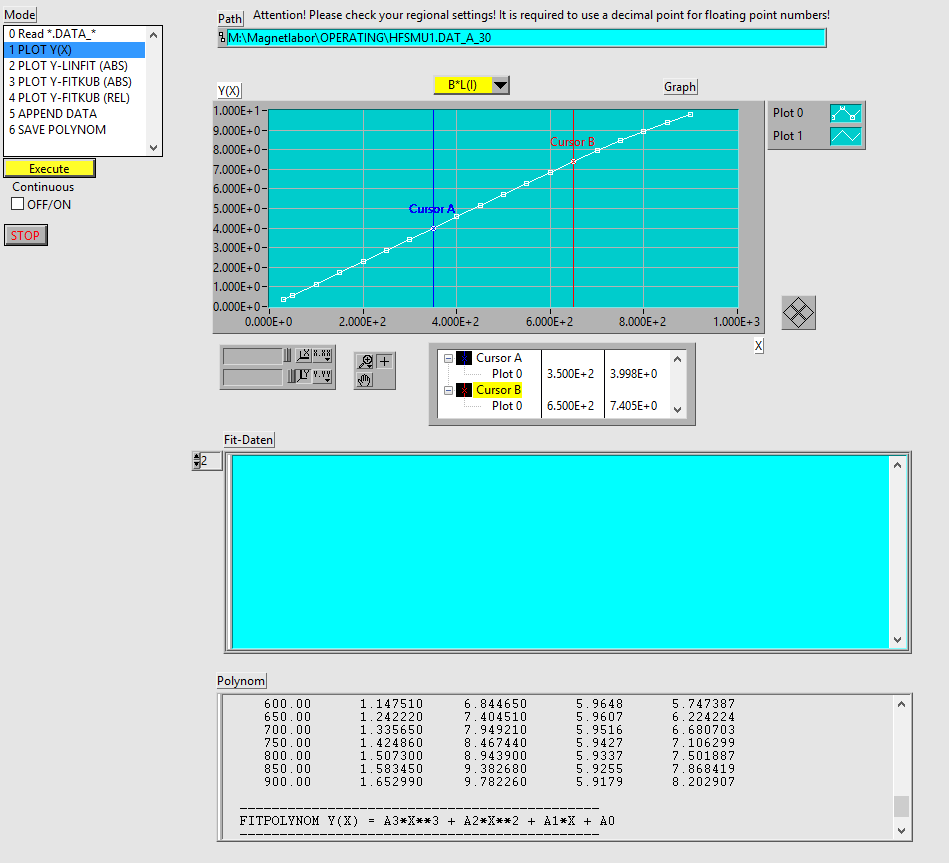 Mode
0 Read *.DATA_*
1 PLOT Y(X)
2 PLOT Y-LINFIT (ABS)
3 PLOT Y-FITKUB (ABS)
4 PLOT Y-FITKUB (REL)
5 APPEND DATA
6 SAVE POLYNOM
Execute
Continuous
OFF/ON
STOP
Path
Attention! Please check your regional settings! It is required to use a decimal point for floating point numbers!
M:\Magnetlabor\OPERATING\HFSMU1.DAT_A_30
Y(X)
B*L(I)
Graph
1.000E+1
9.000E+0
8.000E+0
7.000E+0
6.000E+0
5.000E+0
4.000E+0
3.000E+0
2.000E+0
1.000E+0
0.000E+0
Cursor B
Cursor A
0.000E+0 2.000E+2 4.000E+2 6.000E+2 8.000E+2 1.000E+3
Plot 0
Plot 1
X
X.XX
Y.YY
Cursor A
Plot 0 3.500E+2 3.998E+0
Cursor B
Plot 0 6.500E+2 7.405E+0
Fit-Daten
2
Polynom
600.00 1.147510 6.844650 5.9648 5.747387
650.00 1.242220 7.404510 5.9607 6.224224
700.00 1.335650 7.949210 5.9516 6.680703
750.00 1.424860 8.467440 5.9427 7.106299
800.00 1.507300 8.943900 5.9337 7.501887
850.00 1.583450 9.382680 5.9255 7.868419
900.00 1.652990 9.782260 5.9179 8.202907
FITPOLYNOM Y(X) = A3*X**3 + A2*X**2 + A1*X + A0